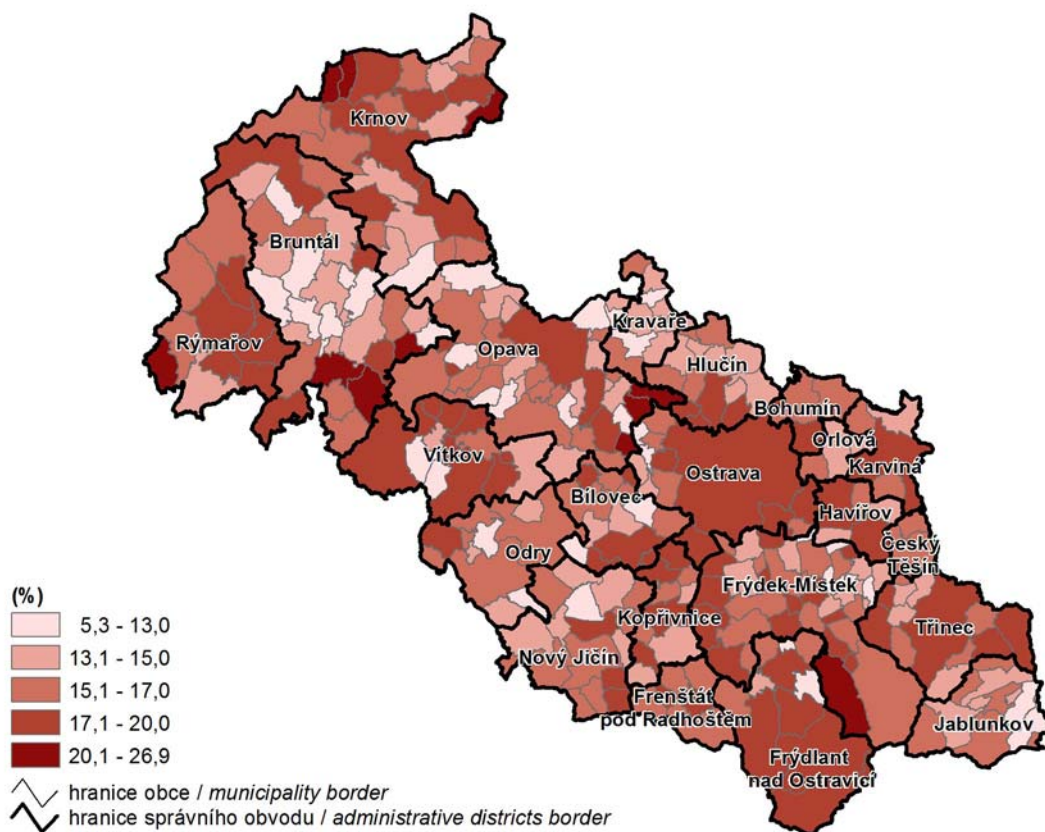 Krnov
Bruntál
Rýmařov
Opava
Kravaře
Hlučín
Bohumín
Orlová
Karviná
Vítkov
Ostrava
Bílovec
Havířov
Český
Těšín
Odry
Frýdek-Místek
Kopřivnice
Třinec
Nový Jičín
Frenštát
pod Radhoštěm
Jablunkov
Frýdlant
nad Ostravicí
(%)
5,3 - 13,0
13,1 - 15,0
15,1 - 17,0
17,1 - 20,0
20,1 - 26,9
hranice obce / municipality border
hranice správního obvodu / administrative districts border